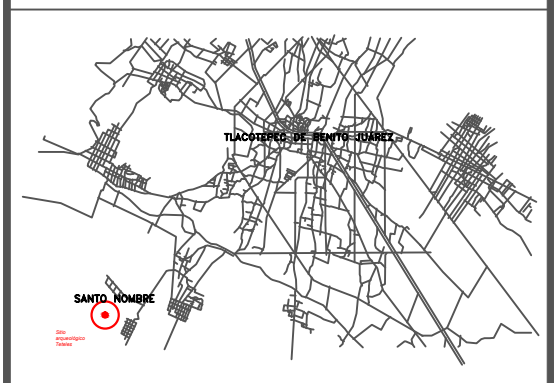 TLACOTEPEC DE BENITO JUÁREZ
SANTO NOMBRE
Sitio
arqueológico
Teteles